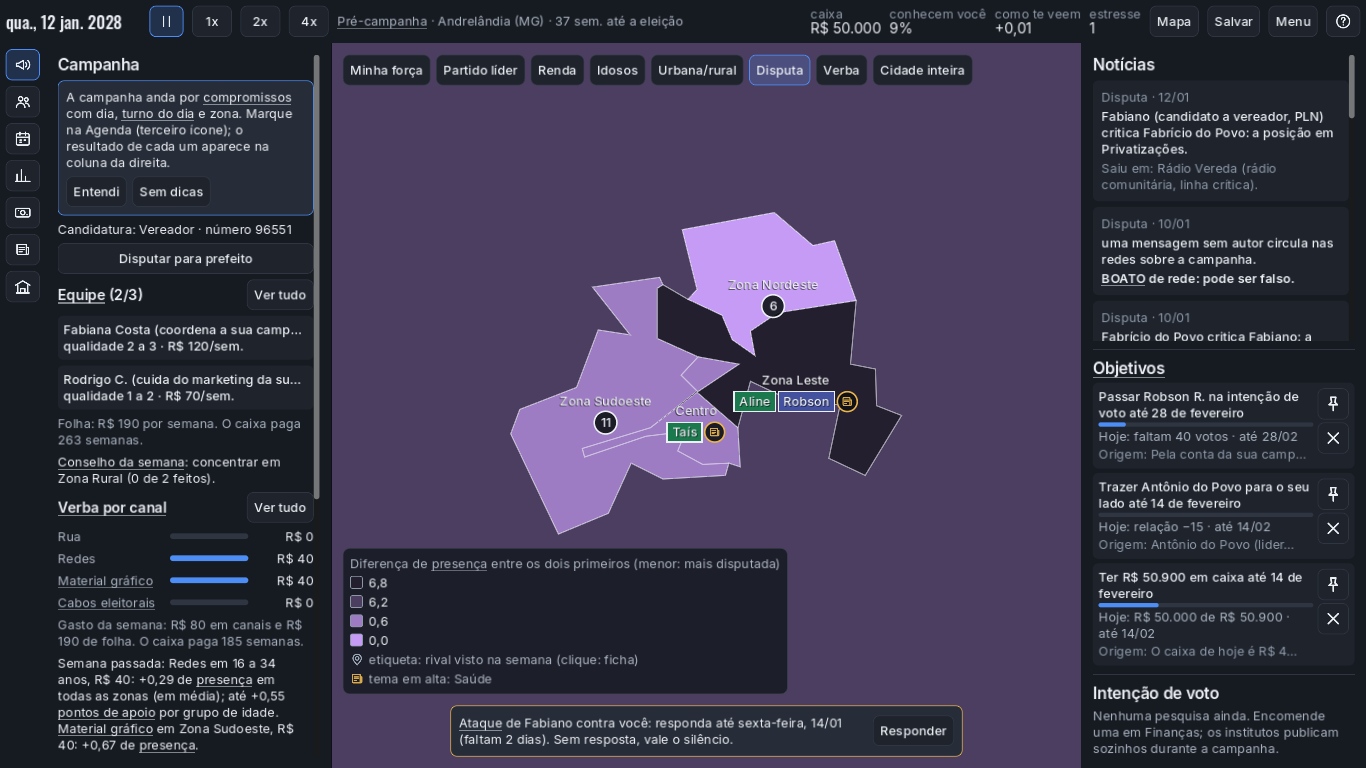 qua., 12 jan. 2028
1x
2x
4x
Pré-campanha · Andrelândia (MG) · 37 sem. até a eleição
caixa
R$ 50.000
conhecem você
9%
como te veem
+0,01
estresse
1
Mapa
Salvar
Menu
Campanha
A campanha anda por compromissos
com dia, turno do dia e zona. Marque
na Agenda (terceiro ícone); o
resultado de cada um aparece na
coluna da direita.
Entendi
Sem dicas
Candidatura: Vereador · número 96551
Disputar para prefeito
Equipe (2/3)
Ver tudo
Fabiana Costa (coordena a sua camp...
qualidade 2 a 3 · R$ 120/sem.
Rodrigo C. (cuida do marketing da su...
qualidade 1 a 2 · R$ 70/sem.
Folha: R$ 190 por semana. O caixa paga
263 semanas.
Conselho da semana: concentrar em
Zona Rural (0 de 2 feitos).
Verba por canal
Ver tudo
Rua R$ 0
Redes R$ 40
Material gráfico R$ 40
Cabos eleitorais R$ 0
Gasto da semana: R$ 80 em canais e R$
190 de folha. O caixa paga 185 semanas.
Semana passada: Redes em 16 a 34
anos, R$ 40: +0,29 de presença em
todas as zonas (em média); até +0,55
pontos de apoio por grupo de idade.
Material gráfico em Zona Sudoeste, R$
40: +0,67 de presença.
Minha força
Partido líder
Renda
Idosos
Urbana/rural
Disputa
Verba
Cidade inteira
Zona Nordeste
6
Zona Leste
Aline
Robson
Zona Sudoeste
11
Centro
Taís
Diferença de presença entre os dois primeiros (menor: mais disputada)
6,8
6,2
0,6
0,0
etiqueta: rival visto na semana (clique: ficha)
tema em alta: Saúde
Ataque de Fabiano contra você: responda até sexta-feira, 14/01
(faltam 2 dias). Sem resposta, vale o silêncio.
Responder
Notícias
Disputa · 12/01
Fabiano (candidato a vereador, PLN)
critica Fabrício do Povo: a posição em
Privatizações.
Saiu em: Rádio Vereda (rádio
comunitária, linha crítica).
Disputa · 10/01
uma mensagem sem autor circula nas
redes sobre a campanha.
BOATO de rede: pode ser falso.
Disputa · 10/01
Fabrício do Povo critica Fabiano: a
Objetivos
Passar Robson R. na intenção de
voto até 28 de fevereiro
Hoje: faltam 40 votos · até 28/02
Origem: Pela conta da sua camp...
Trazer Antônio do Povo para o seu
lado até 14 de fevereiro
Hoje: relação −15 · até 14/02
Origem: Antônio do Povo (lider...
Ter R$ 50.900 em caixa até 14 de
fevereiro
Hoje: R$ 50.000 de R$ 50.900 ·
até 14/02
Origem: O caixa de hoje é R$ 4...
Intenção de voto
Nenhuma pesquisa ainda. Encomende
uma em Finanças; os institutos publicam
sozinhos durante a campanha.